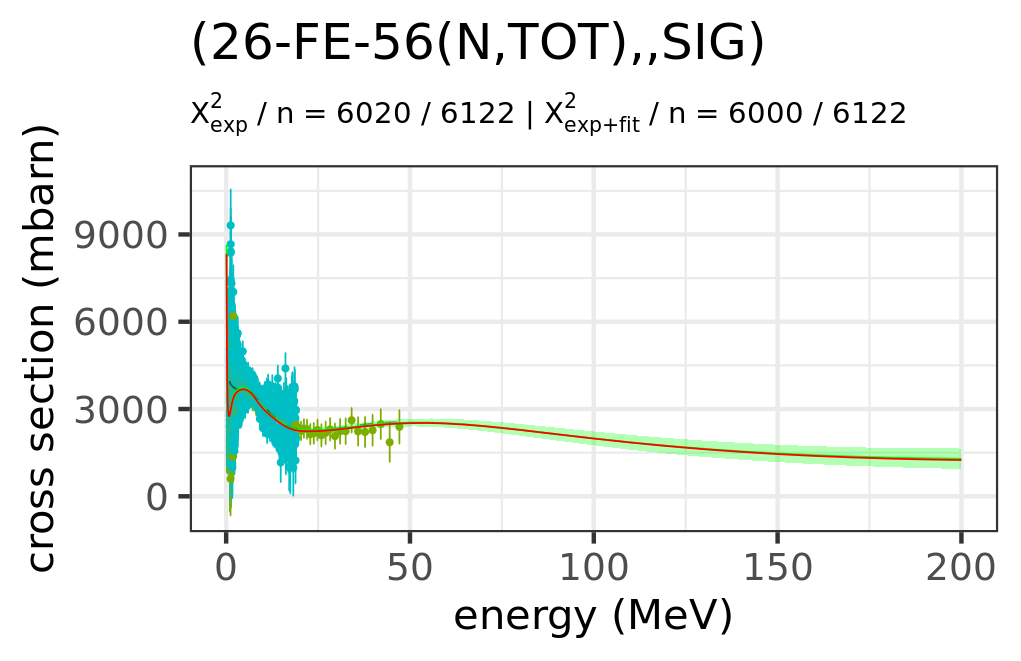 (26-FE-56(N,TOT),,SIG)
X²exp / n = 6020 / 6122 | X²exp+fit / n = 6000 / 6122
cross section (mbarn)
9000
6000
3000
0
0 50 100 150 200
energy (MeV)